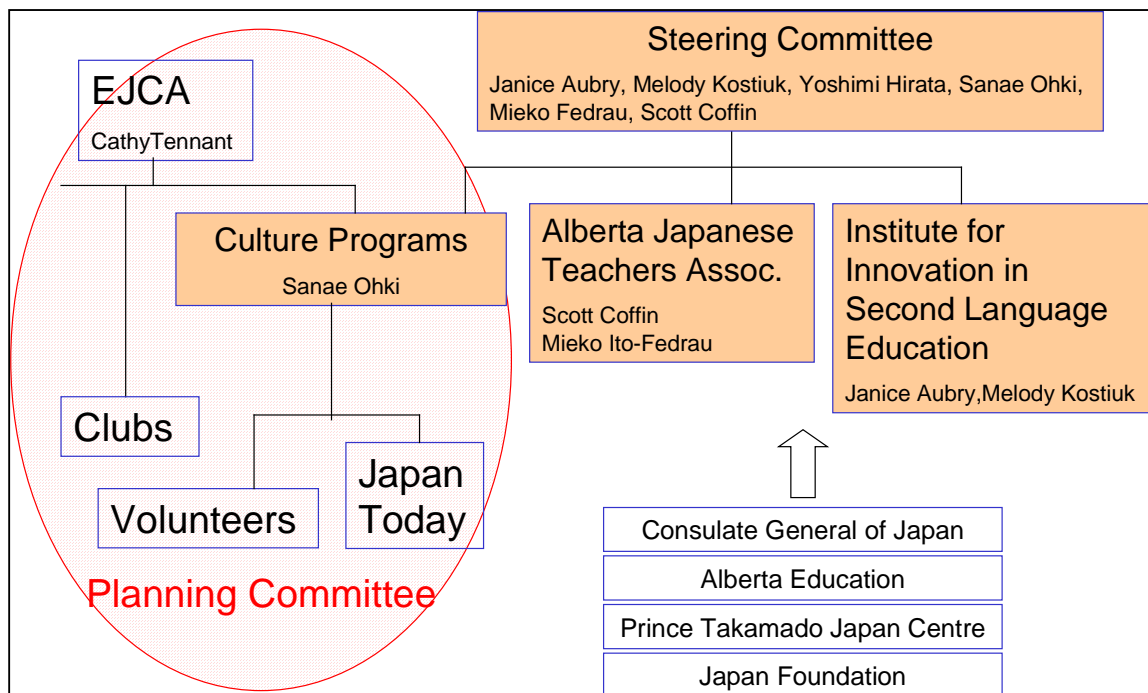 EJCA
CathyTennant
Steering Committee
Janice Aubry, Melody Kostiuk, Yoshimi Hirata, Sanae Ohki,
Mieko Fedrau, Scott Coffin
Culture Programs
Sanae Ohki
Alberta Japanese
Teachers Assoc.
Scott Coffin
Mieko Ito-Fedrau
Institute for
Innovation in
Second Language
Education
Janice Aubry,Melody Kostiuk
Clubs
Volunteers
Japan
Today
Planning Committee
Consulate General of Japan
Alberta Education
Prince Takamado Japan Centre
Japan Foundation